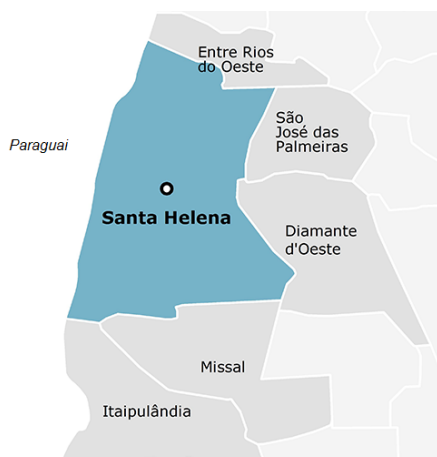 Entre Rios
do Oeste
São
José das
Palmeiras
Paraguai
Santa Helena
Diamante
d'Oeste
Missal
Itaipulândia